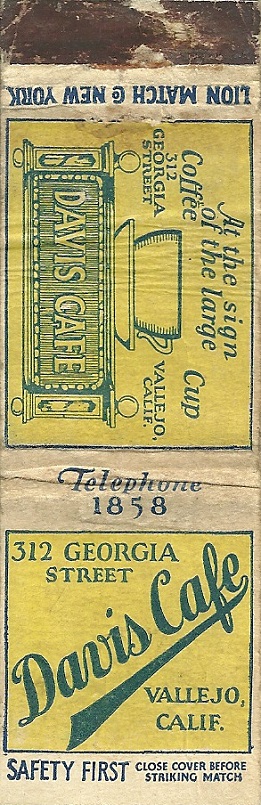 LION MATCH Co NEW YORK
At the sign
of the large
Coffee Cup
312
GEORGIA
STREET
VALLEJO,
CALIF.
DAVIS CAFE
Telephone
1858
312 GEORGIA
STREET
Davis Cafe
VALLEJO,
CALIF.
SAFETY FIRST CLOSE COVER BEFORE
STRIKING MATCH